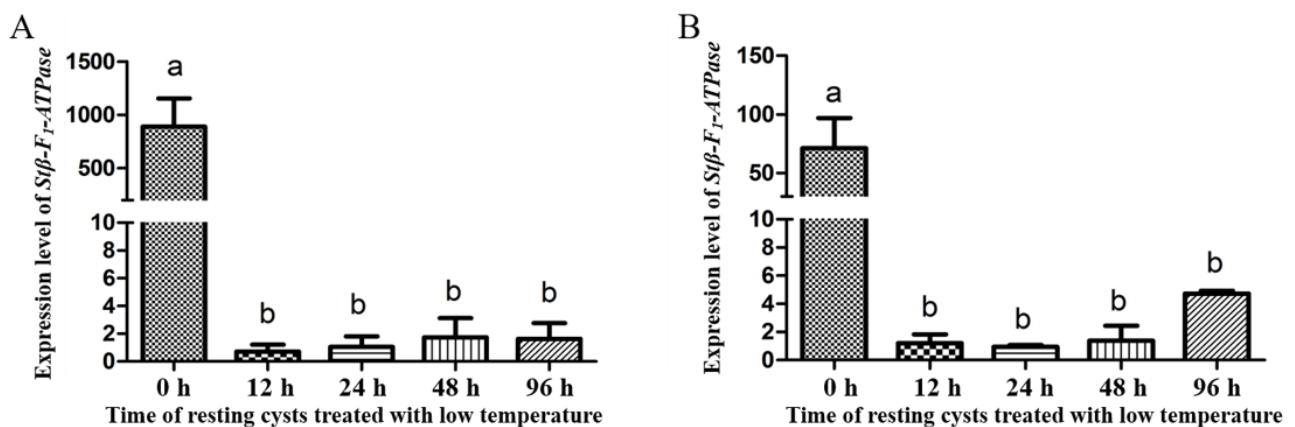 A
Expression level of Stβ-F₁-ATPase
1500
1000
500
10
8
6
4
2
0
a
b
b
b
b
0 h
12 h
24 h
48 h
96 h
Time of resting cysts treated with low temperature
B
Expression level of Stβ-F₁-ATPase
150
100
50
10
8
6
4
2
0
a
b
b
b
b
0 h
12 h
24 h
48 h
96 h
Time of resting cysts treated with low temperature